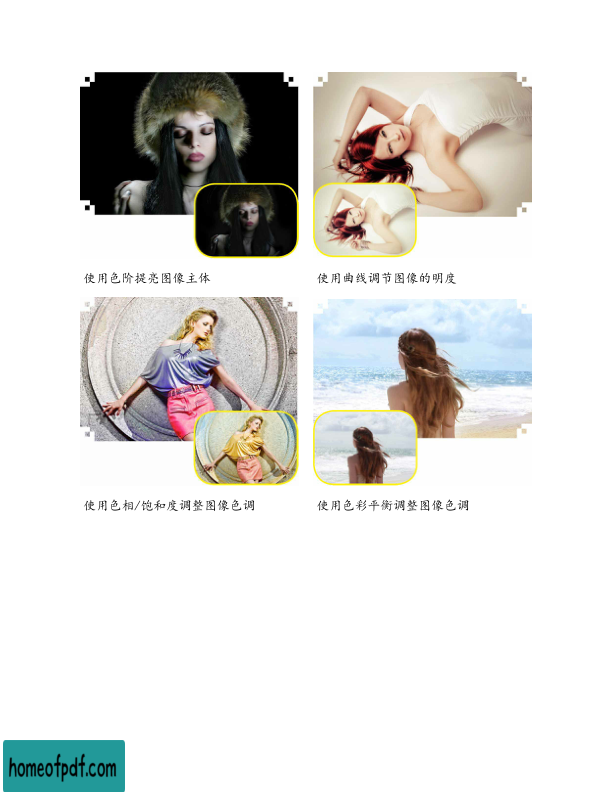 使用色阶提亮图像主体
使用曲线调节图像的明度
使用色相/饱和度调整图像色调
使用色彩平衡调整图像色调
homeofpdf.com